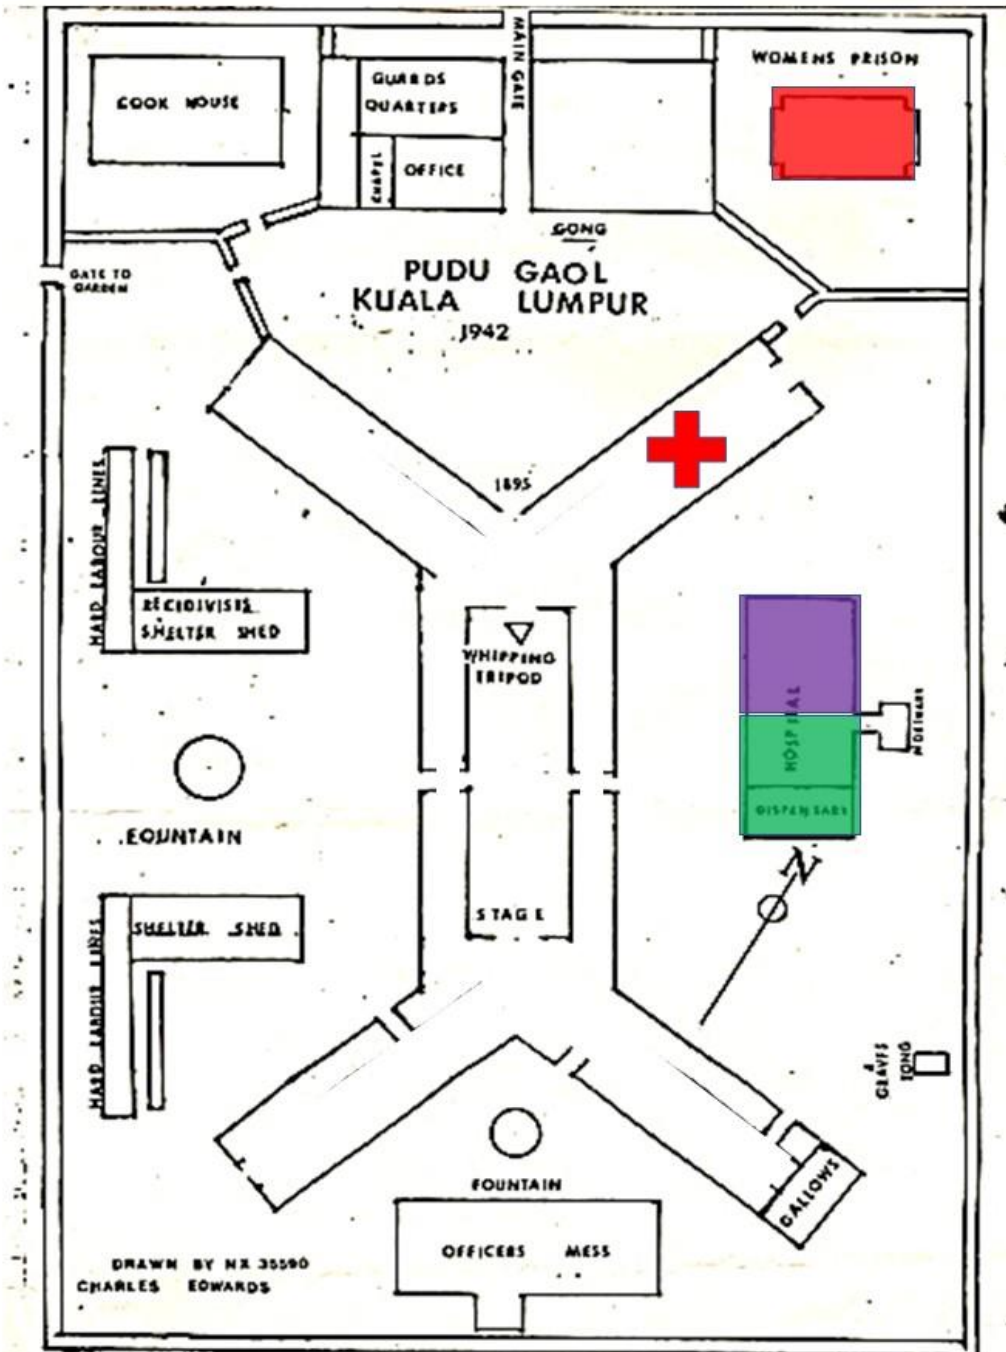 MAIN GATE
WOMENS PRISON
COOK HOUSE
GUARDS
QUARTERS
CHAPEL
OFFICE
GONG
GATE TO
GARDEN
PUDU GAOL
KUALA LUMPUR
1942
1895
HARD LABOUR LINES
RECIDIVISTS
SHELTER SHED
WHIPPING
TRIPOD
HOSPITAL
MORTUARY
DISPENSARY
FOUNTAIN
N
STAGE
SHELTER SHED
HARD LABOUR LINES
GRAVES
TONG
FOUNTAIN
GALLOWS
OFFICERS MESS
DRAWN BY NX 35590
CHARLES EDWARDS